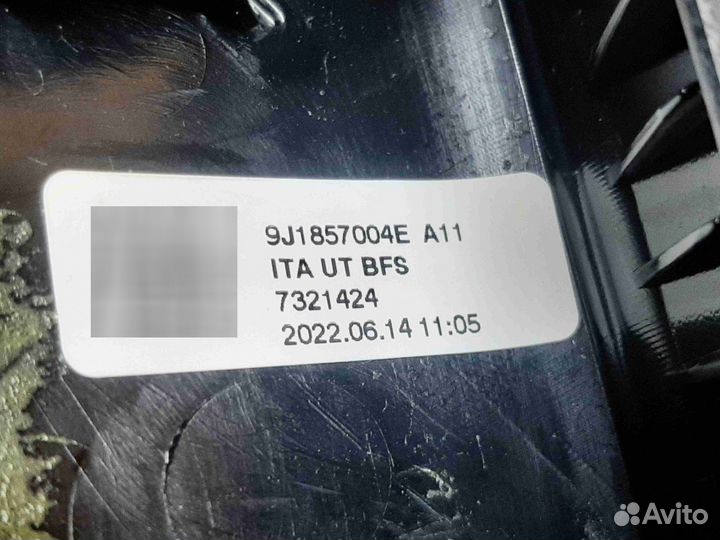 9J1857004E A11
ITA UT BFS
7321424
2022.06.14 11:05
Avito